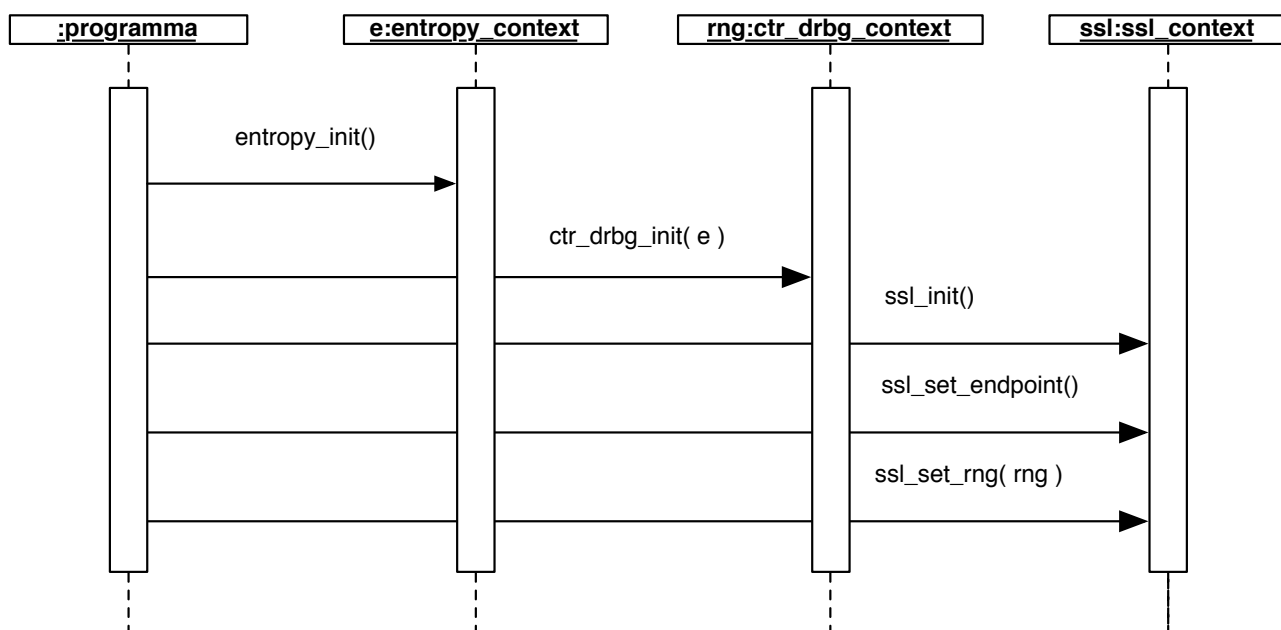 :programma
e:entropy_context
rng:ctr_drbg_context
ssl:ssl_context
entropy_init()
ctr_drbg_init( e )
ssl_init()
ssl_set_endpoint()
ssl_set_rng( rng )